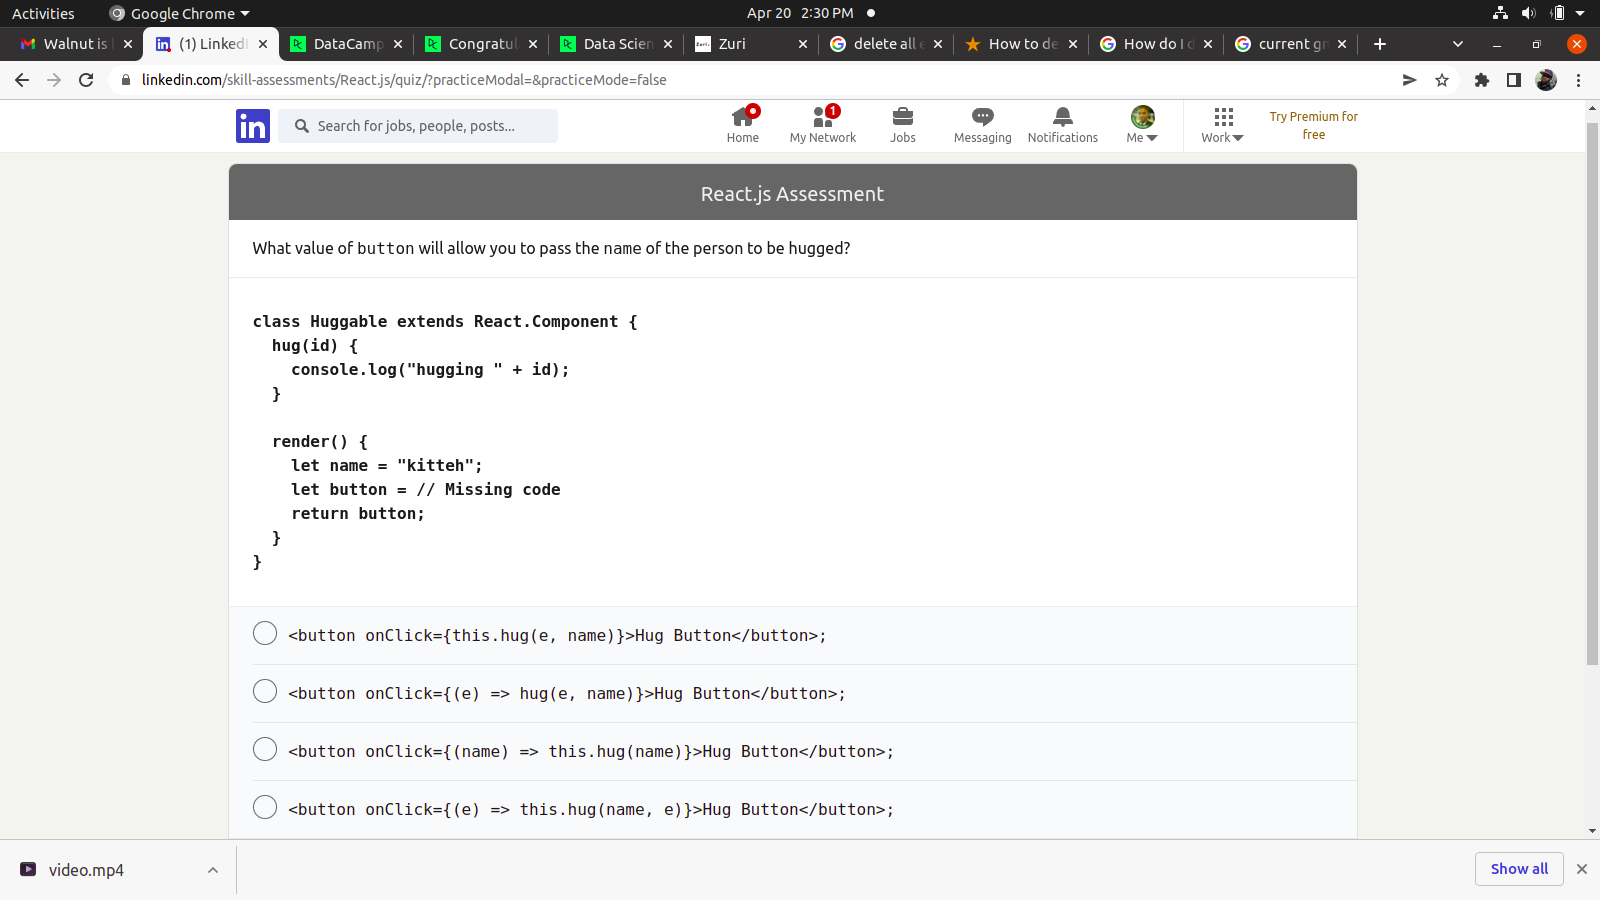 Activities
Google Chrome
Apr 20 2:30 PM
Walnut is
(1) Linked
DataCamp
Congratul
Data Scien
Zuri
delete all e
How to de
How do I d
current gr
linkedin.com/skill-assessments/React.js/quiz/?practiceModal=&practiceMode=false
in
Search for jobs, people, posts...
Home
1
My Network
Jobs
Messaging
Notifications
Me
Work
Try Premium for
free
React.js Assessment
What value of button will allow you to pass the name of the person to be hugged?
class Huggable extends React.Component {
hug(id) {
console.log("hugging " + id);
}
render() {
let name = "kitteh";
let button = // Missing code
return button;
}
}
<button onClick={this.hug(e, name)}>Hug Button</button>;
<button onClick={(e) => hug(e, name)}>Hug Button</button>;
<button onClick={(name) => this.hug(name)}>Hug Button</button>;
<button onClick={(e) => this.hug(name, e)}>Hug Button</button>;
video.mp4
Show all